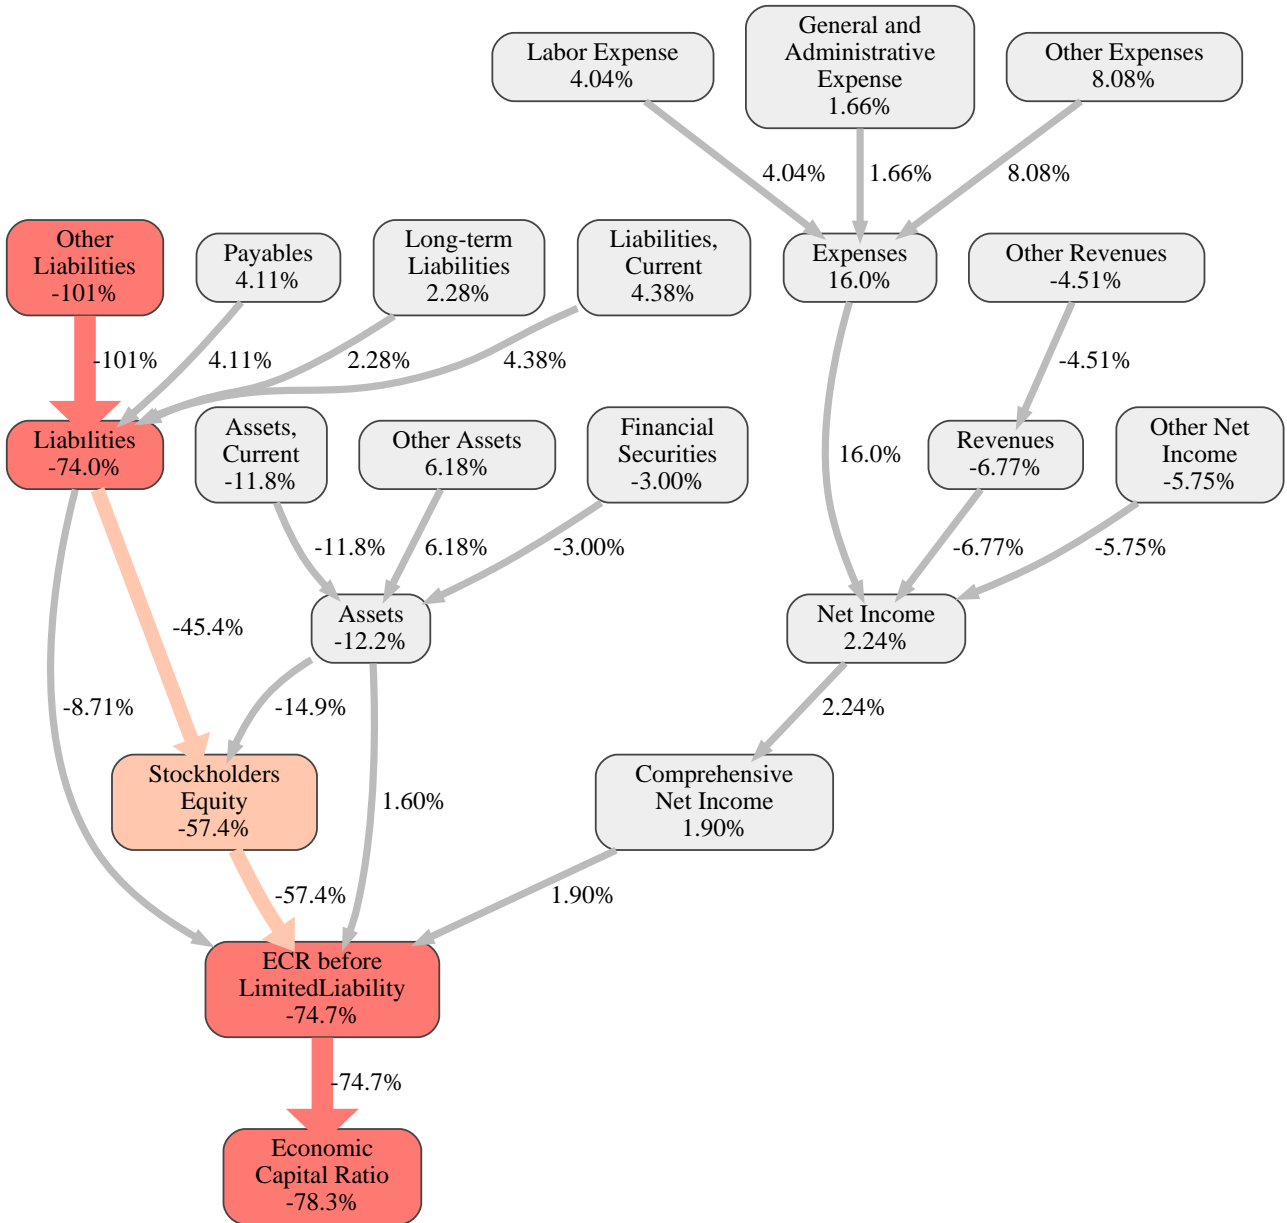 Labor Expense
4.04%
General and
Administrative
Expense
1.66%
Other Expenses
8.08%
4.04%
1.66%
8.08%
Other
Liabilities
-101%
Payables
4.11%
Long-term
Liabilities
2.28%
Liabilities,
Current
4.38%
Expenses
16.0%
Other Revenues
-4.51%
-101%
4.11%
2.28%
4.38%
-4.51%
Liabilities
-74.0%
Assets,
Current
-11.8%
Other Assets
6.18%
Financial
Securities
-3.00%
16.0%
Revenues
-6.77%
Other Net
Income
-5.75%
-11.8%
6.18%
-3.00%
-6.77%
-5.75%
-45.4%
Assets
-12.2%
Net Income
2.24%
-8.71%
-14.9%
2.24%
Stockholders
Equity
-57.4%
1.60%
Comprehensive
Net Income
1.90%
-57.4%
1.90%
ECR before
LimitedLiability
-74.7%
-74.7%
Economic
Capital Ratio
-78.3%